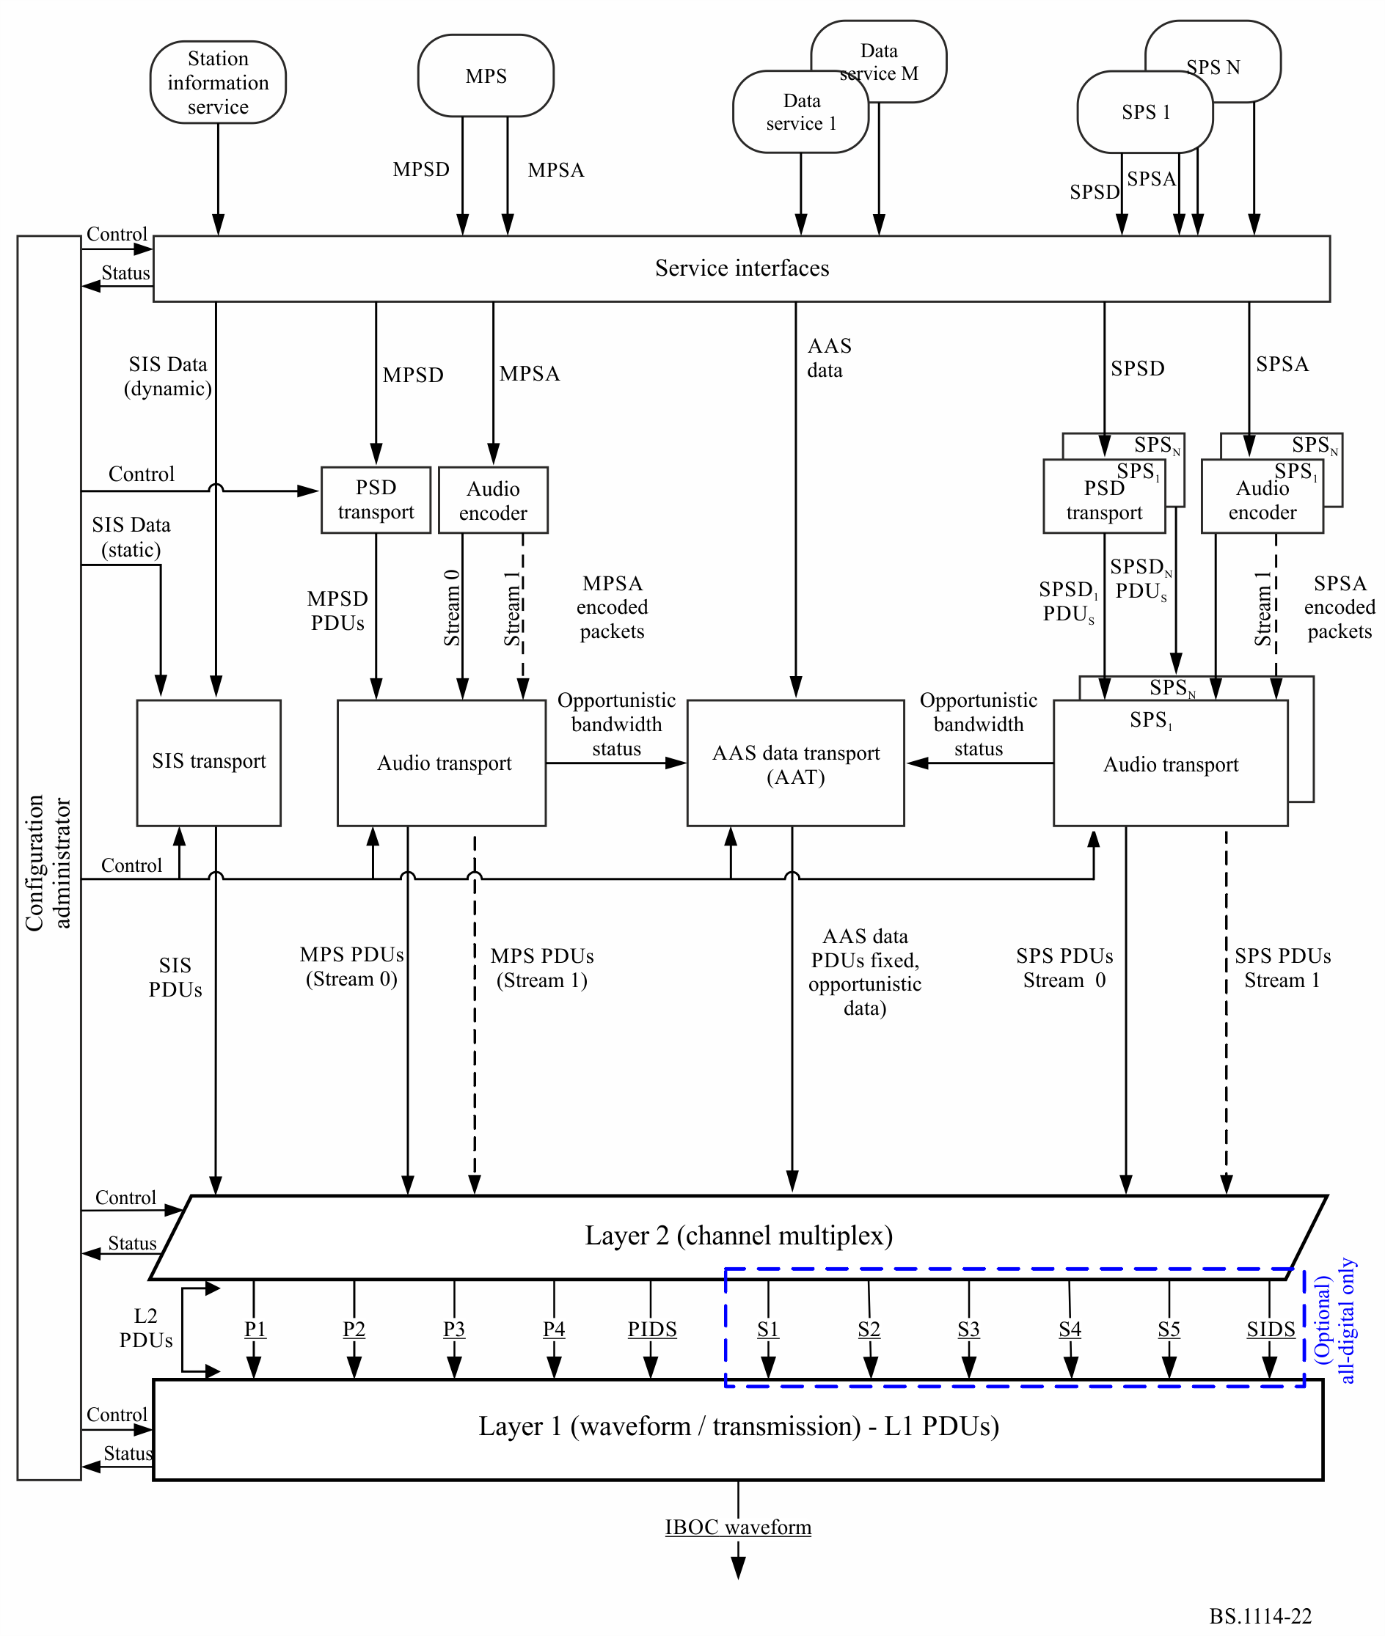 Station
information
service
MPS
Data
service M
Data
service 1
SPS N
SPS 1
MPSD
MPSA
SPSD
SPSA
Control
Status
Service interfaces
SIS Data
(dynamic)
MPSD
MPSA
AAS
data
SPSD
SPSA
Control
SIS Data
(static)
PSD
transport
Audio
encoder
SPSN
SPS1
PSD
transport
SPSN
SPS1
Audio
encoder
MPSD
PDUs
Stream 0
Stream 1
MPSA
encoded
packets
SPSD1
PDUS
SPSDN
PDUS
Stream 1
SPSA
encoded
packets
SIS transport
Audio transport
Opportunistic
bandwidth
status
AAS data transport
(AAT)
Opportunistic
bandwidth
status
SPSN
SPS1
Audio transport
Configuration
administrator
Control
SIS
PDUs
MPS PDUs
(Stream 0)
MPS PDUs
(Stream 1)
AAS data
PDUs fixed,
opportunistic
data)
SPS PDUs
Stream 0
SPS PDUs
Stream 1
Control
Status
Layer 2 (channel multiplex)
L2
PDUs
P1
P2
P3
P4
PIDS
S1
S2
S3
S4
S5
SIDS
(Optional)
all-digital only
Control
Status
Layer 1 (waveform / transmission) - L1 PDUs)
IBOC waveform
BS.1114-22